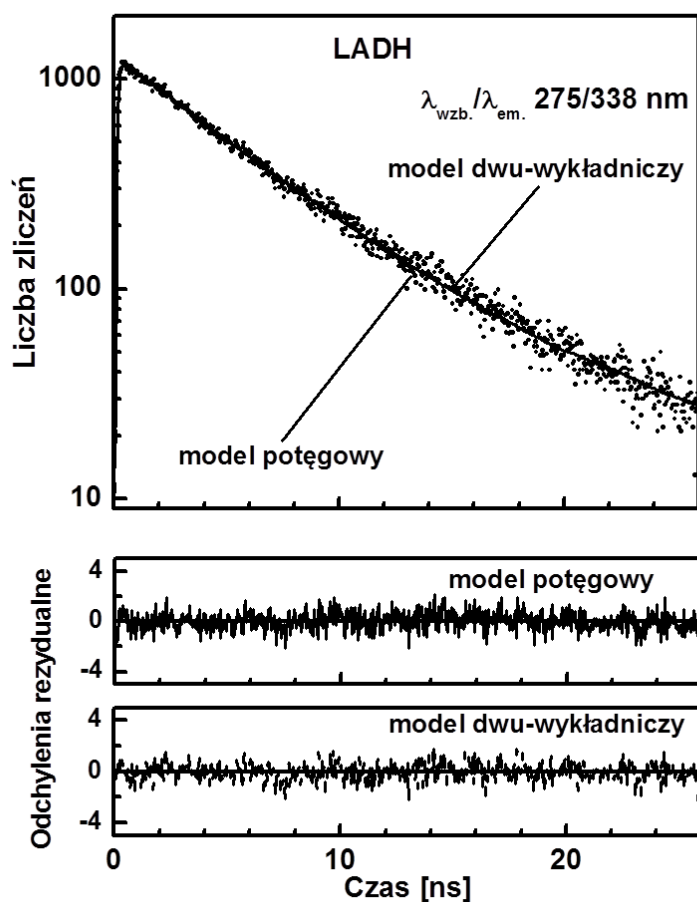 LADH
λwzb./λem. 275/338 nm
model dwu-wykładniczy
model potęgowy
Liczba zliczeń
1000
100
10
model potęgowy
4
0
-4
model dwu-wykładniczy
4
0
-4
Odchylenia rezydualne
0 10 20
Czas [ns]